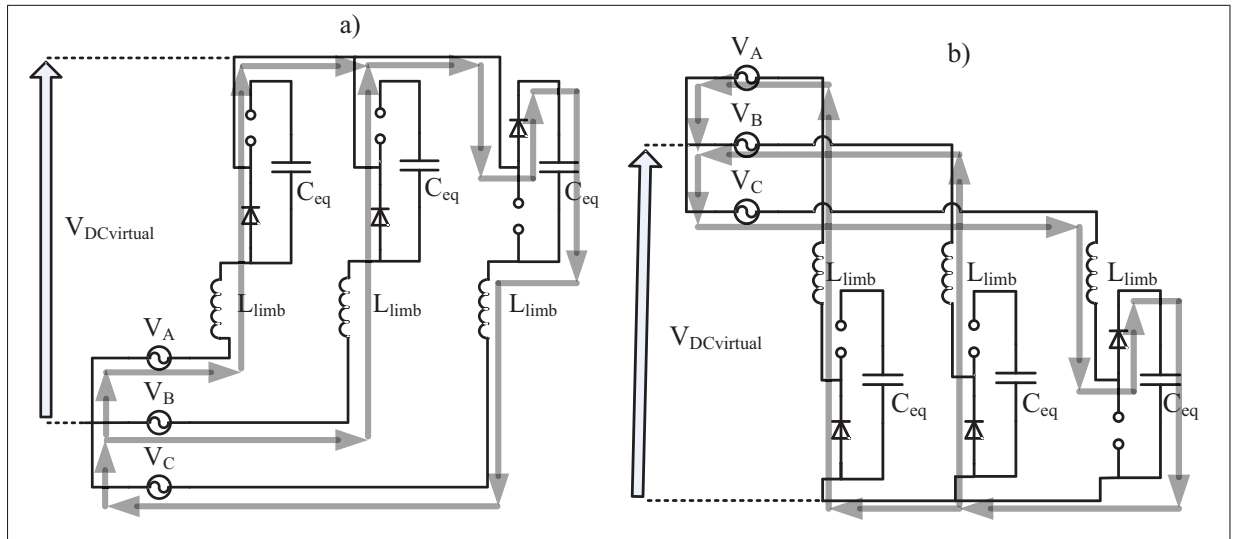 a)
C_eq
C_eq
C_eq
V_DCvirtual
L_limb
L_limb
L_limb
V_A
V_B
V_C
b)
V_A
V_B
V_C
L_limb
L_limb
L_limb
V_DCvirtual
C_eq
C_eq
C_eq